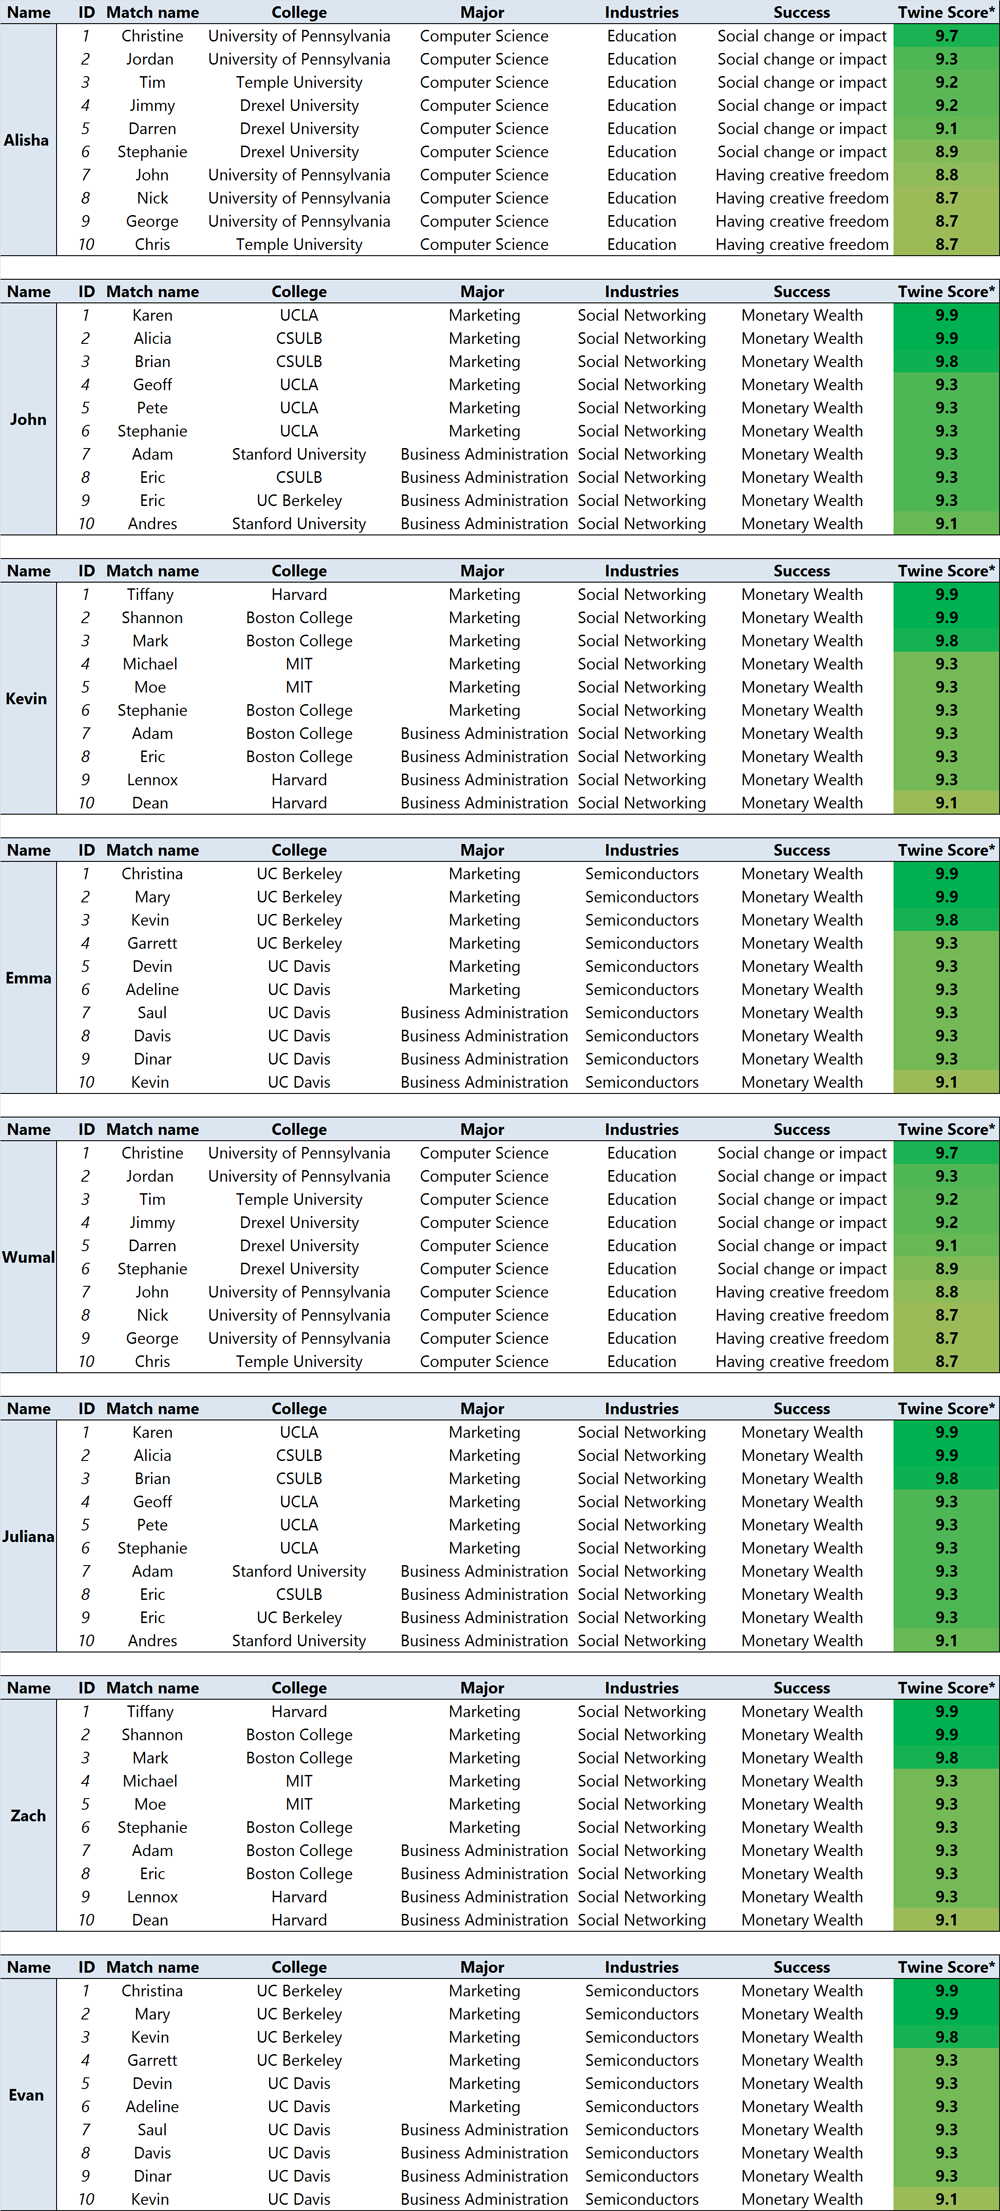 Name ID Match name College Major Industries Success Twine Score*
1 Christine University of Pennsylvania Computer Science Education Social change or impact 9.7
2 Jordan University of Pennsylvania Computer Science Education Social change or impact 9.3
3 Tim Temple University Computer Science Education Social change or impact 9.2
4 Jimmy Drexel University Computer Science Education Social change or impact 9.2
5 Darren Drexel University Computer Science Education Social change or impact 9.1
Alisha
6 Stephanie Drexel University Computer Science Education Social change or impact 8.9
7 John University of Pennsylvania Computer Science Education Having creative freedom 8.8
8 Nick University of Pennsylvania Computer Science Education Having creative freedom 8.7
9 George University of Pennsylvania Computer Science Education Having creative freedom 8.7
10 Chris Temple University Computer Science Education Having creative freedom 8.7
Name ID Match name College Major Industries Success Twine Score*
1 Karen UCLA Marketing Social Networking Monetary Wealth 9.9
2 Alicia CSULB Marketing Social Networking Monetary Wealth 9.9
3 Brian CSULB Marketing Social Networking Monetary Wealth 9.8
4 Geoff UCLA Marketing Social Networking Monetary Wealth 9.3
5 Pete UCLA Marketing Social Networking Monetary Wealth 9.3
John
6 Stephanie UCLA Marketing Social Networking Monetary Wealth 9.3
7 Adam Stanford University Business Administration Social Networking Monetary Wealth 9.3
8 Eric CSULB Business Administration Social Networking Monetary Wealth 9.3
9 Eric UC Berkeley Business Administration Social Networking Monetary Wealth 9.3
10 Andres Stanford University Business Administration Social Networking Monetary Wealth 9.1
Name ID Match name College Major Industries Success Twine Score*
1 Tiffany Harvard Marketing Social Networking Monetary Wealth 9.9
2 Shannon Boston College Marketing Social Networking Monetary Wealth 9.9
3 Mark Boston College Marketing Social Networking Monetary Wealth 9.8
4 Michael MIT Marketing Social Networking Monetary Wealth 9.3
5 Moe MIT Marketing Social Networking Monetary Wealth 9.3
Kevin
6 Stephanie Boston College Marketing Social Networking Monetary Wealth 9.3
7 Adam Boston College Business Administration Social Networking Monetary Wealth 9.3
8 Eric Boston College Business Administration Social Networking Monetary Wealth 9.3
9 Lennox Harvard Business Administration Social Networking Monetary Wealth 9.3
10 Dean Harvard Business Administration Social Networking Monetary Wealth 9.1
Name ID Match name College Major Industries Success Twine Score*
1 Christina UC Berkeley Marketing Semiconductors Monetary Wealth 9.9
2 Mary UC Berkeley Marketing Semiconductors Monetary Wealth 9.9
3 Kevin UC Berkeley Marketing Semiconductors Monetary Wealth 9.8
4 Garrett UC Berkeley Marketing Semiconductors Monetary Wealth 9.3
5 Devin UC Davis Marketing Semiconductors Monetary Wealth 9.3
Emma
6 Adeline UC Davis Marketing Semiconductors Monetary Wealth 9.3
7 Saul UC Davis Business Administration Semiconductors Monetary Wealth 9.3
8 Davis UC Davis Business Administration Semiconductors Monetary Wealth 9.3
9 Dinar UC Davis Business Administration Semiconductors Monetary Wealth 9.3
10 Kevin UC Davis Business Administration Semiconductors Monetary Wealth 9.1
Name ID Match name College Major Industries Success Twine Score*
1 Christine University of Pennsylvania Computer Science Education Social change or impact 9.7
2 Jordan University of Pennsylvania Computer Science Education Social change or impact 9.3
3 Tim Temple University Computer Science Education Social change or impact 9.2
4 Jimmy Drexel University Computer Science Education Social change or impact 9.2
5 Darren Drexel University Computer Science Education Social change or impact 9.1
Wumal
6 Stephanie Drexel University Computer Science Education Social change or impact 8.9
7 John University of Pennsylvania Computer Science Education Having creative freedom 8.8
8 Nick University of Pennsylvania Computer Science Education Having creative freedom 8.7
9 George University of Pennsylvania Computer Science Education Having creative freedom 8.7
10 Chris Temple University Computer Science Education Having creative freedom 8.7
Name ID Match name College Major Industries Success Twine Score*
1 Karen UCLA Marketing Social Networking Monetary Wealth 9.9
2 Alicia CSULB Marketing Social Networking Monetary Wealth 9.9
3 Brian CSULB Marketing Social Networking Monetary Wealth 9.8
4 Geoff UCLA Marketing Social Networking Monetary Wealth 9.3
5 Pete UCLA Marketing Social Networking Monetary Wealth 9.3
Juliana
6 Stephanie UCLA Marketing Social Networking Monetary Wealth 9.3
7 Adam Stanford University Business Administration Social Networking Monetary Wealth 9.3
8 Eric CSULB Business Administration Social Networking Monetary Wealth 9.3
9 Eric UC Berkeley Business Administration Social Networking Monetary Wealth 9.3
10 Andres Stanford University Business Administration Social Networking Monetary Wealth 9.1
Name ID Match name College Major Industries Success Twine Score*
1 Tiffany Harvard Marketing Social Networking Monetary Wealth 9.9
2 Shannon Boston College Marketing Social Networking Monetary Wealth 9.9
3 Mark Boston College Marketing Social Networking Monetary Wealth 9.8
4 Michael MIT Marketing Social Networking Monetary Wealth 9.3
5 Moe MIT Marketing Social Networking Monetary Wealth 9.3
Zach
6 Stephanie Boston College Marketing Social Networking Monetary Wealth 9.3
7 Adam Boston College Business Administration Social Networking Monetary Wealth 9.3
8 Eric Boston College Business Administration Social Networking Monetary Wealth 9.3
9 Lennox Harvard Business Administration Social Networking Monetary Wealth 9.3
10 Dean Harvard Business Administration Social Networking Monetary Wealth 9.1
Name ID Match name College Major Industries Success Twine Score*
1 Christina UC Berkeley Marketing Semiconductors Monetary Wealth 9.9
2 Mary UC Berkeley Marketing Semiconductors Monetary Wealth 9.9
3 Kevin UC Berkeley Marketing Semiconductors Monetary Wealth 9.8
4 Garrett UC Berkeley Marketing Semiconductors Monetary Wealth 9.3
5 Devin UC Davis Marketing Semiconductors Monetary Wealth 9.3
Evan
6 Adeline UC Davis Marketing Semiconductors Monetary Wealth 9.3
7 Saul UC Davis Business Administration Semiconductors Monetary Wealth 9.3
8 Davis UC Davis Business Administration Semiconductors Monetary Wealth 9.3
9 Dinar UC Davis Business Administration Semiconductors Monetary Wealth 9.3
10 Kevin UC Davis Business Administration Semiconductors Monetary Wealth 9.1